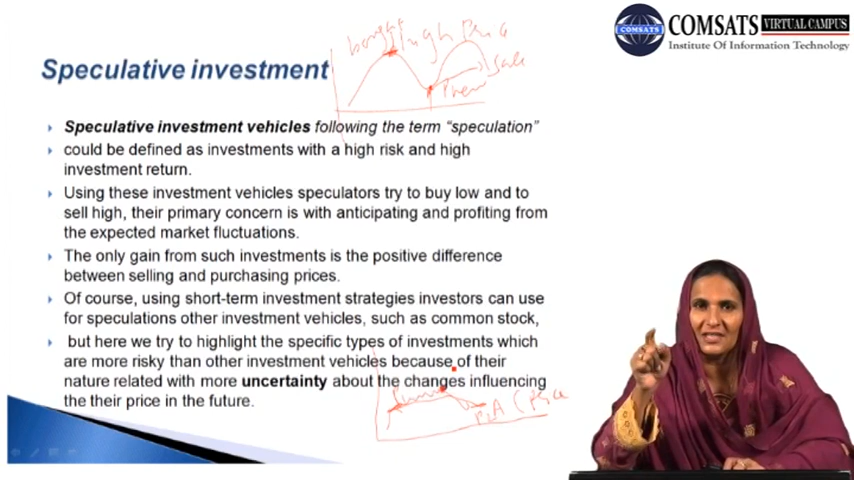 COMSATS VIRTUAL CAMPUS
COMSATS
Institute Of Information Technology
bought high Price
Sale
Speculative investment
Speculative investment vehicles following the term “speculation”
could be defined as investments with a high risk and high
investment return.
Using these investment vehicles speculators try to buy low and to
sell high, their primary concern is with anticipating and profiting from
the expected market fluctuations.
The only gain from such investments is the positive difference
between selling and purchasing prices.
Of course, using short-term investment strategies investors can use
for speculations other investment vehicles, such as common stock,
but here we try to highlight the specific types of investments which
are more risky than other investment vehicles because of their
nature related with more uncertainty about the changes influencing
the their price in the future.
(Price